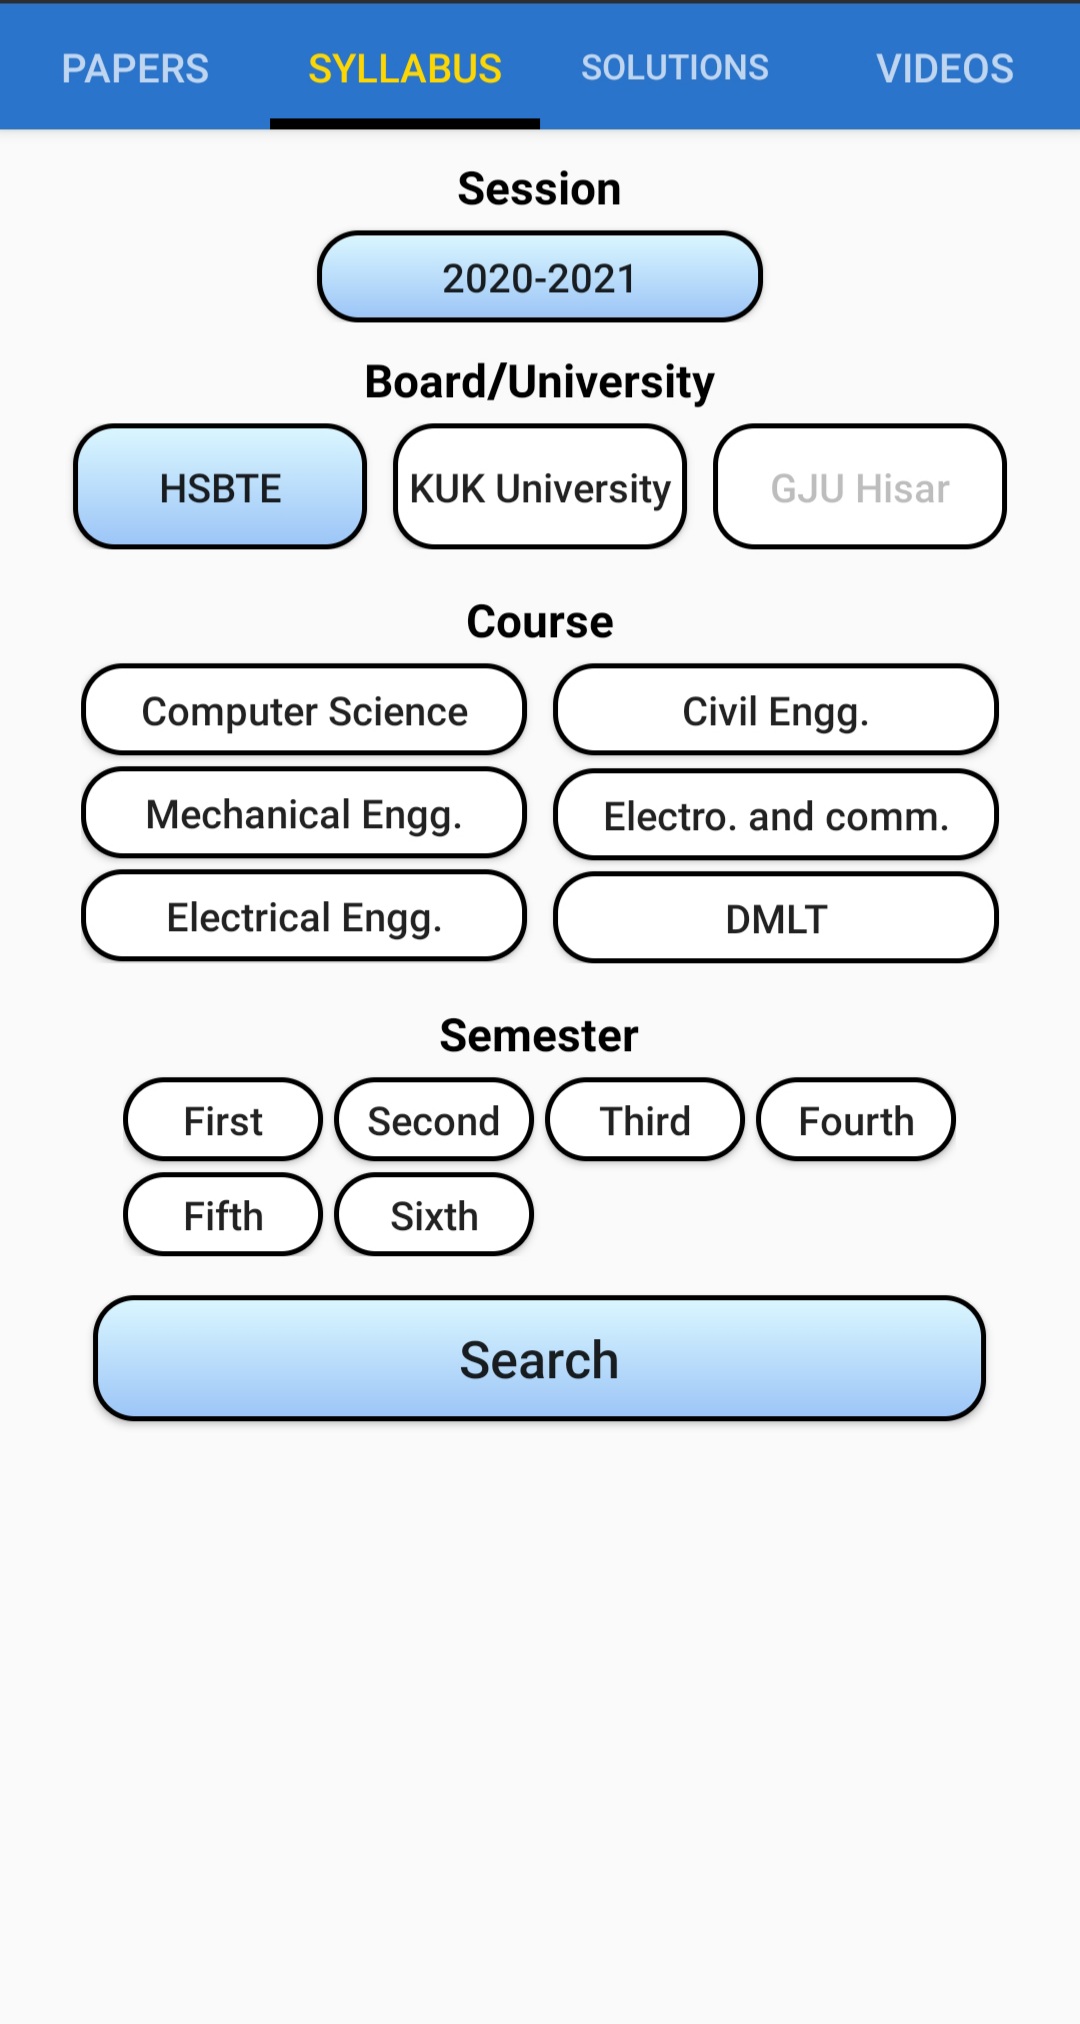 PAPERS SYLLABUS SOLUTIONS VIDEOS
Session
2020-2021
Board/University
HSBTE KUK University GJU Hisar
Course
Computer Science Civil Engg.
Mechanical Engg. Electro. and comm.
Electrical Engg. DMLT
Semester
First Second Third Fourth
Fifth Sixth
Search